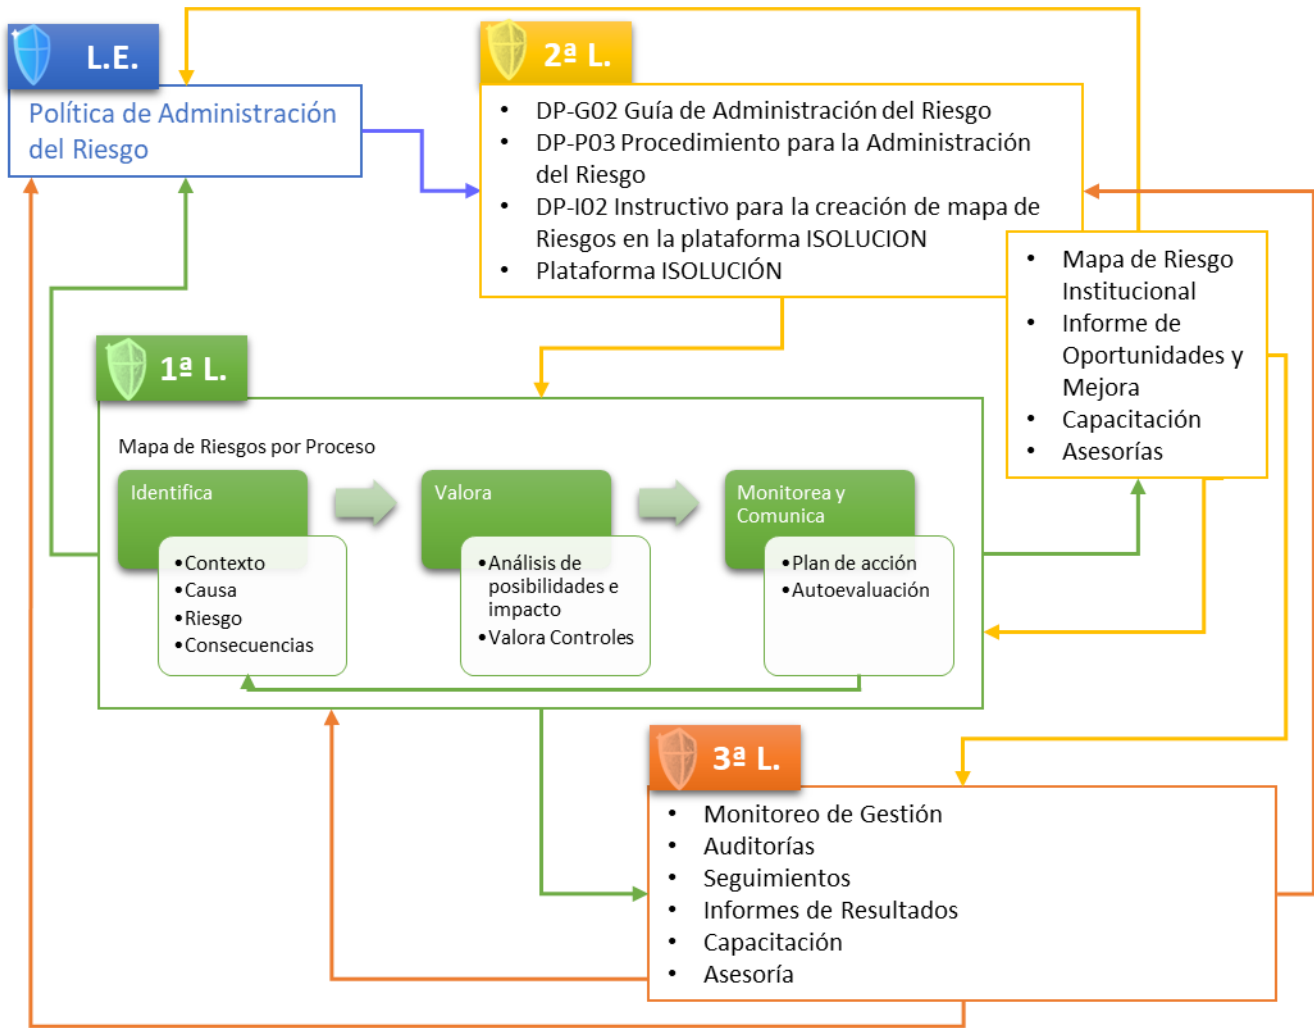 L.E.
Política de Administración
del Riesgo
2ª L.
• DP-G02 Guía de Administración del Riesgo
• DP-P03 Procedimiento para la Administración
del Riesgo
• DP-I02 Instructivo para la creación de mapa de
Riesgos en la plataforma ISOLUCION
• Plataforma ISOLUCIÓN
• Mapa de Riesgo
Institucional
• Informe de
Oportunidades y
Mejora
• Capacitación
• Asesorías
1ª L.
Mapa de Riesgos por Proceso
Identifica
• Contexto
• Causa
• Riesgo
• Consecuencias
Valora
• Análisis de
posibilidades e
impacto
• Valora Controles
Monitorea y
Comunica
• Plan de acción
• Autoevaluación
3ª L.
• Monitoreo de Gestión
• Auditorías
• Seguimientos
• Informes de Resultados
• Capacitación
• Asesoría